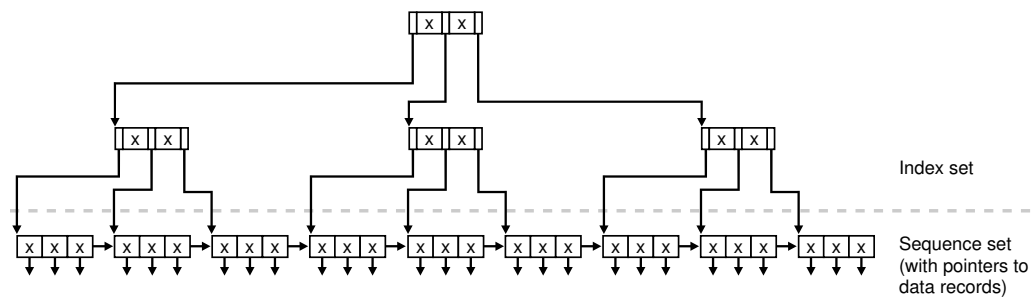 x x
x x x x x x
Index set
x x x x x x x x x x x x x x x x x x x x x x x x x x x
Sequence set
(with pointers to
data records)